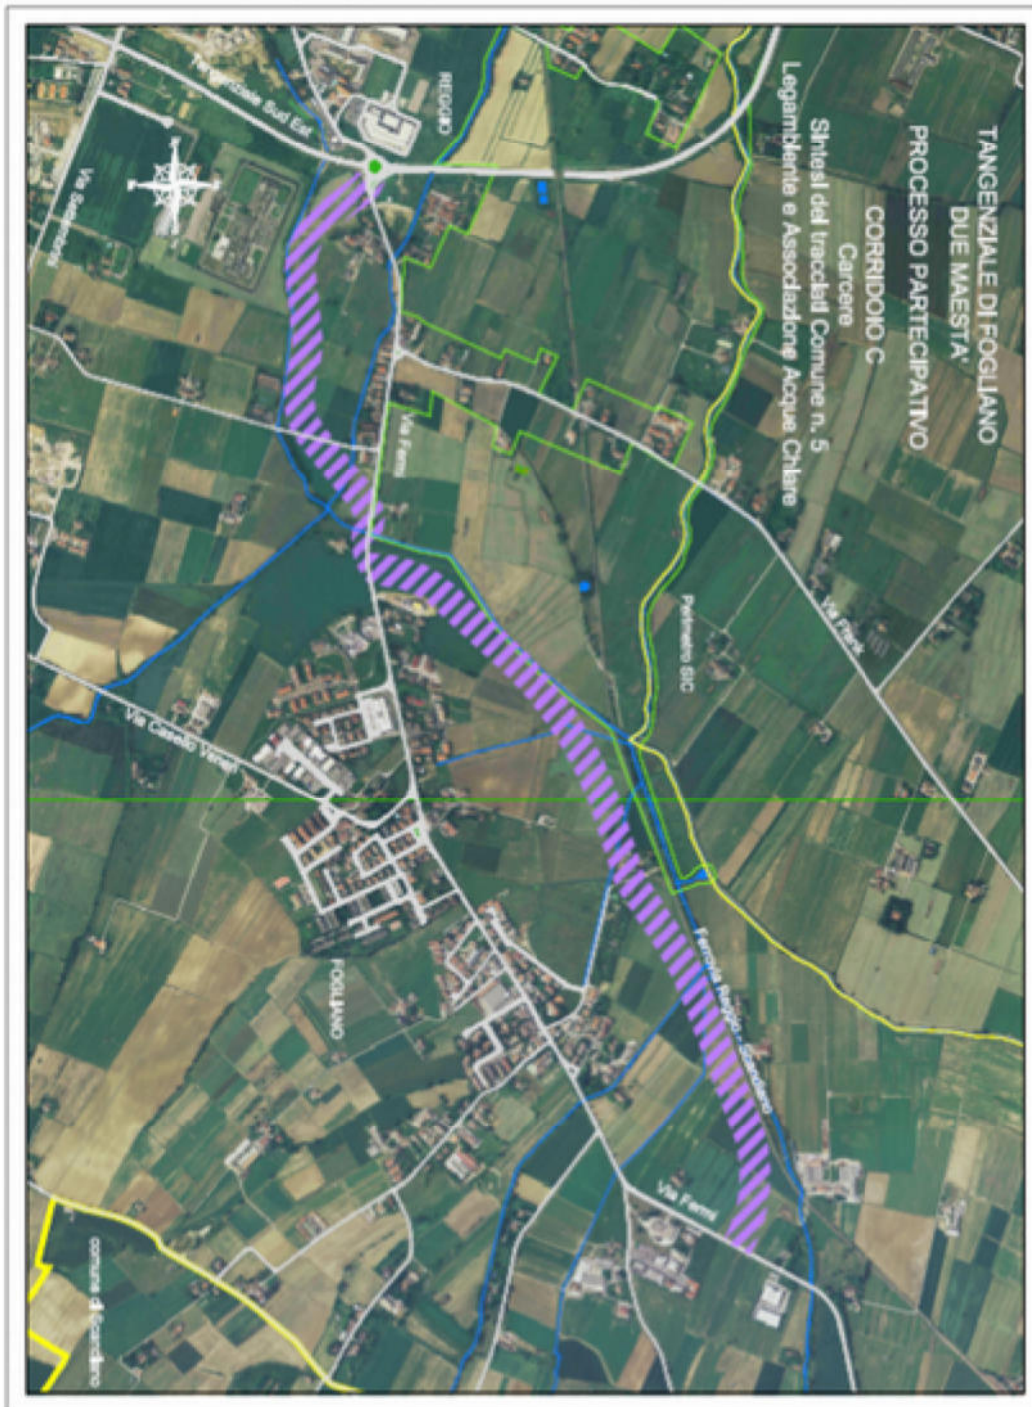 TANGENZIALE DI FOGLIANO
DUE MAESTA'
PROCESSO PARTECIPATIVO
CORRIDOIO C
Carcere
Sintesi dei tracciati Comune n. 5
Legambiente e Associazione Acque Chiare
REGGIO
Tangenziale Sud Est
Via Settembrini
Via Fermi
Via Frank
Perimetro SIC
Via Casello Veneri
Ferrovia Reggio - Scandiano
FOGLIANO
Via Fermi
comune di Scandiano